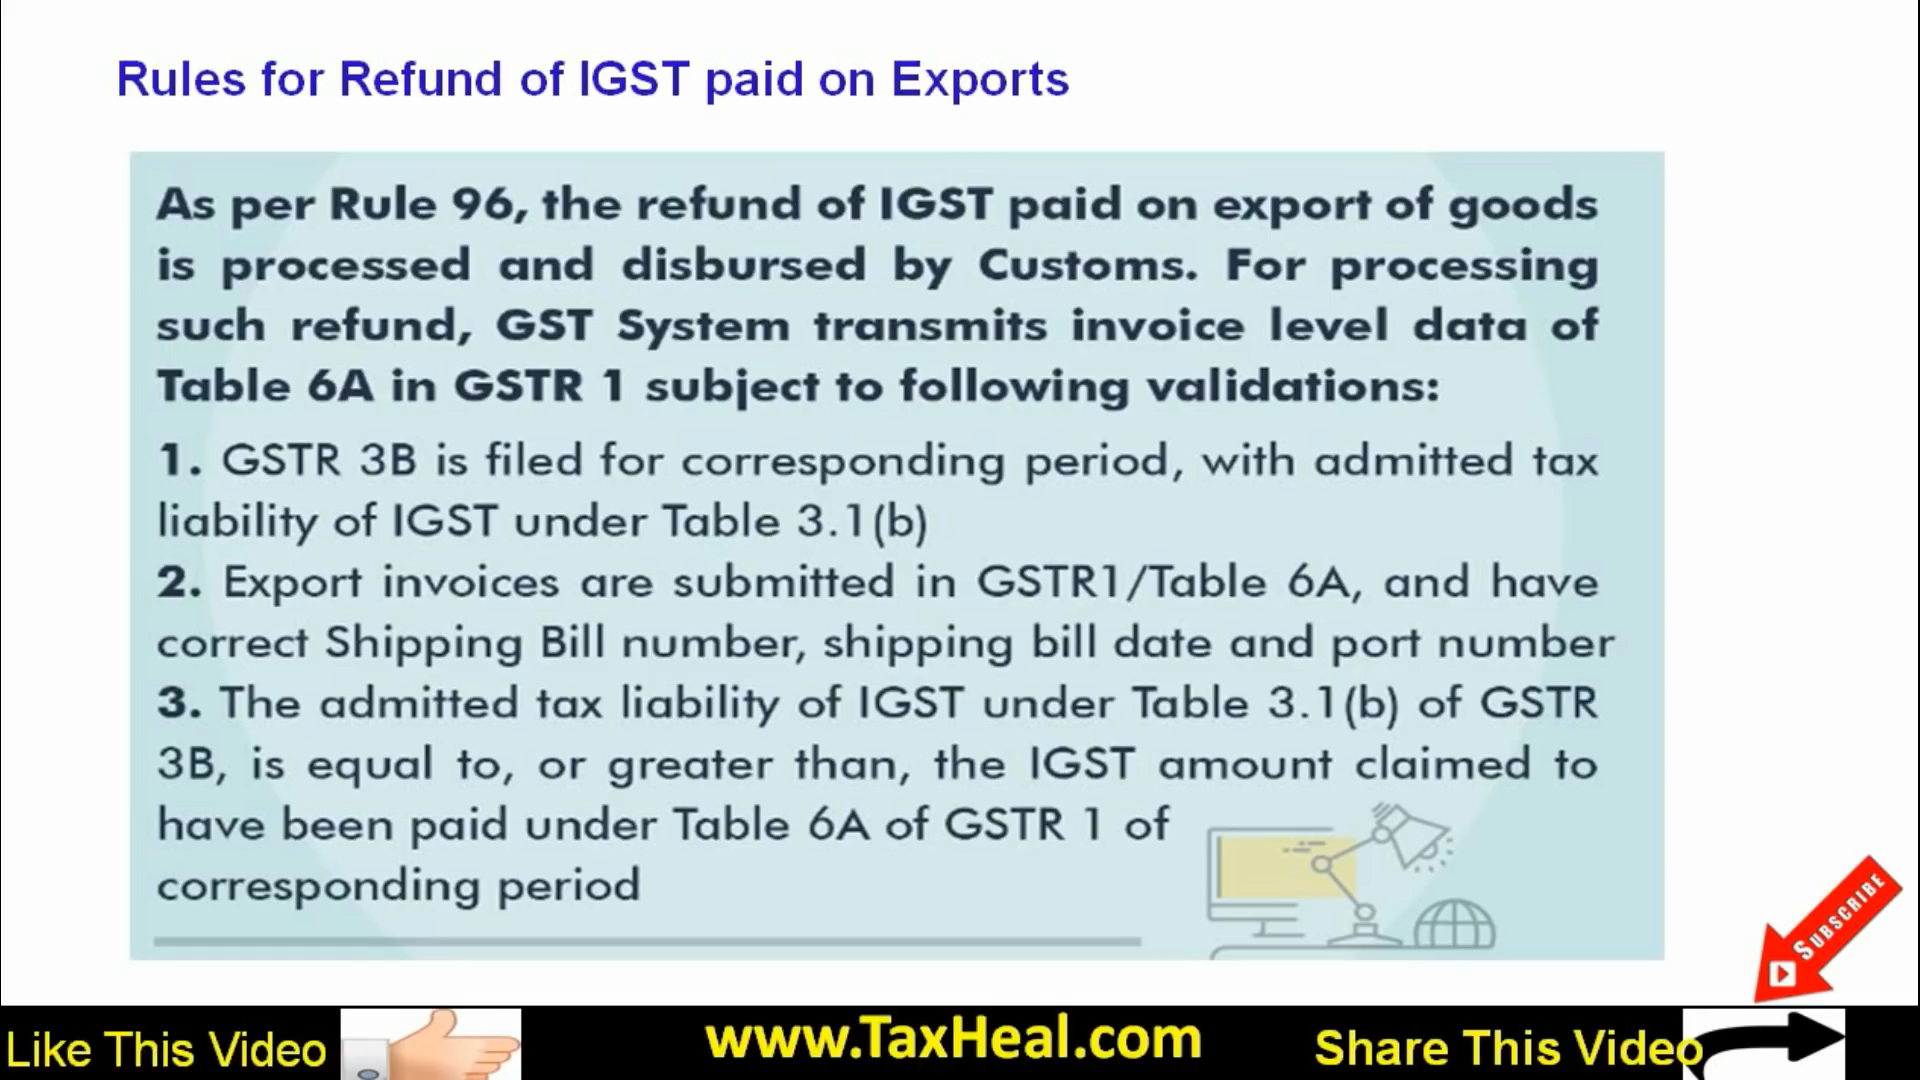 Rules for Refund of IGST paid on Exports
As per Rule 96, the refund of IGST paid on export of goods
is processed and disbursed by Customs. For processing
such refund, GST System transmits invoice level data of
Table 6A in GSTR 1 subject to following validations:
1. GSTR 3B is filed for corresponding period, with admitted tax
liability of IGST under Table 3.1(b)
2. Export invoices are submitted in GSTR1/Table 6A, and have
correct Shipping Bill number, shipping bill date and port number
3. The admitted tax liability of IGST under Table 3.1(b) of GSTR
3B, is equal to, or greater than, the IGST amount claimed to
have been paid under Table 6A of GSTR 1 of
corresponding period
SUBSCRIBE
Like This Video
www.TaxHeal.com
Share This Video